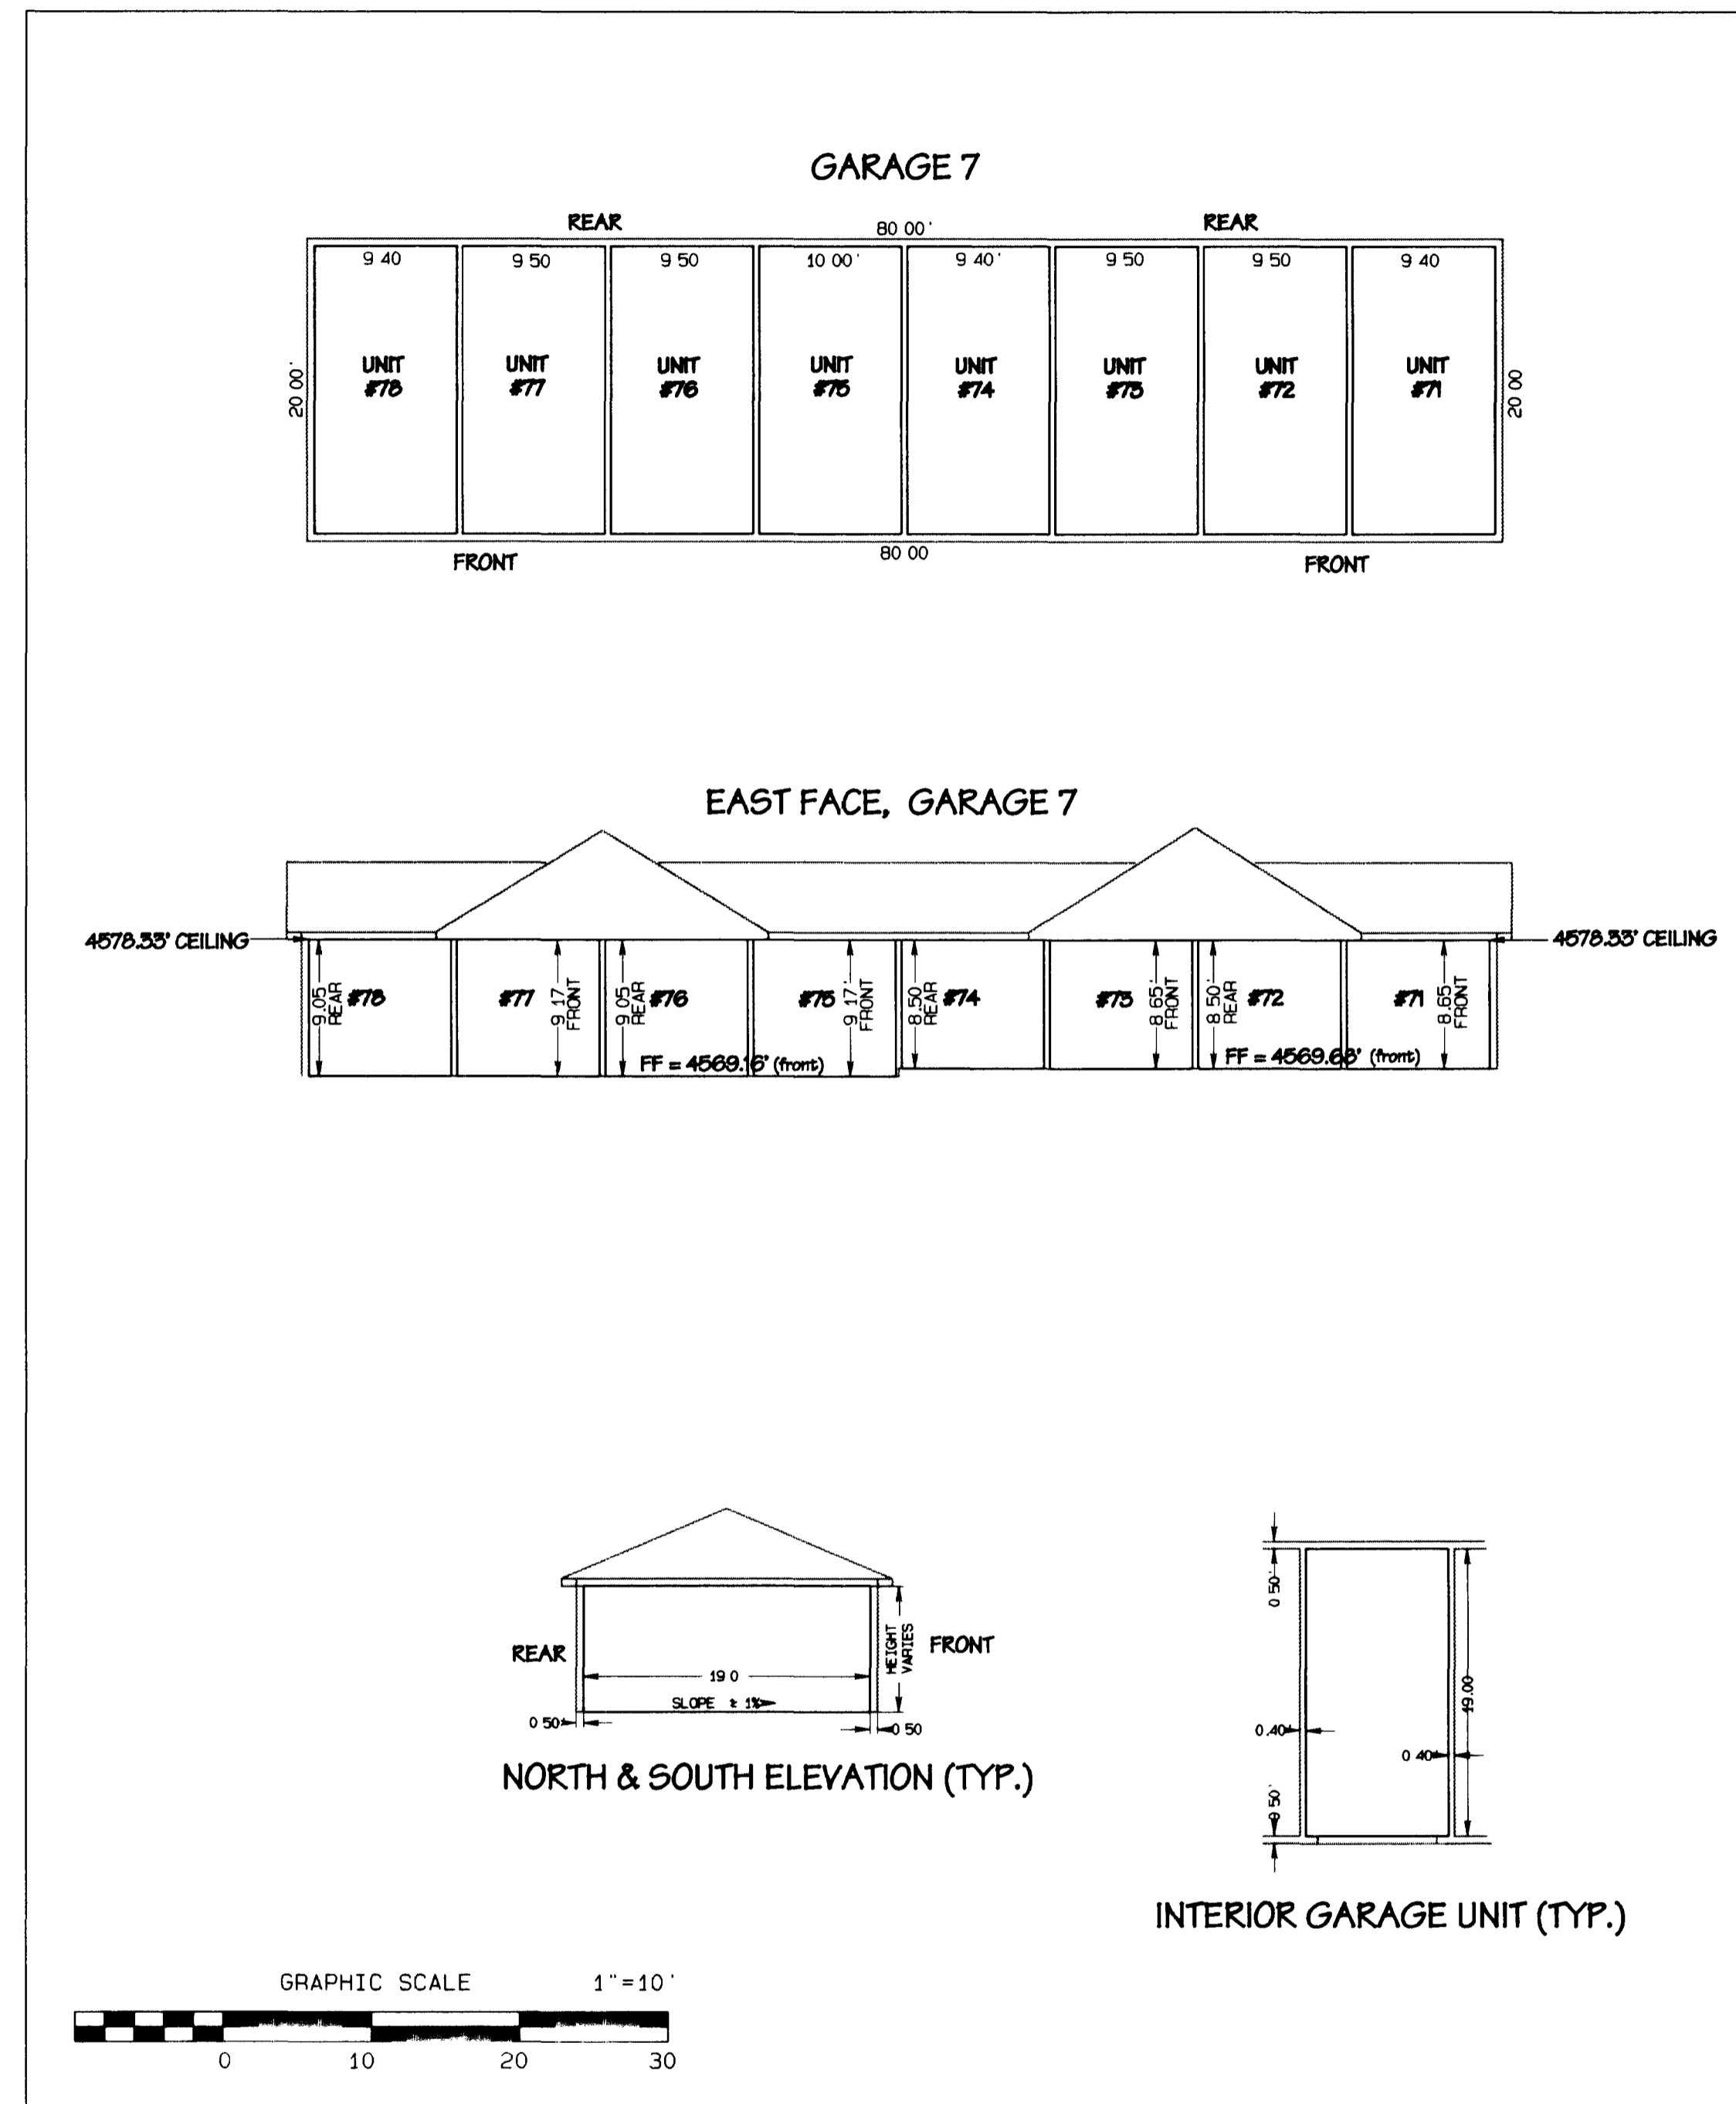 GARAGE 7
REAR
80 00 '
REAR
9 40
9 50
9 50
10 00 '
9 40 '
9 50
9 50
9 40
20 00 '
UNIT
#78
UNIT
#77
UNIT
#76
UNIT
#75
UNIT
#74
UNIT
#73
UNIT
#72
UNIT
#71
20 00
FRONT
80 00
FRONT
EAST FACE, GARAGE 7
4578.33' CEILING
4578.33' CEILING
9.05
REAR
#78
#77
9 17
FRONT
9 05
REAR
#76
#75
9 17 '
FRONT
8.50
REAR
#74
#73
8 65 '
FRONT
8 50 '
REAR
#72
#71
8.65 '
FRONT
FF = 4569.16' (front)
FF = 4569.68' (front)
REAR
FRONT
HEIGHT
VARIES
19 0
SLOPE ± 1%
0 50'
0 50
NORTH & SOUTH ELEVATION (TYP.)
0 50'
19.00
0.40'
0 40'
0 50'
INTERIOR GARAGE UNIT (TYP.)
GRAPHIC SCALE 1"=10 '
0 10 20 30